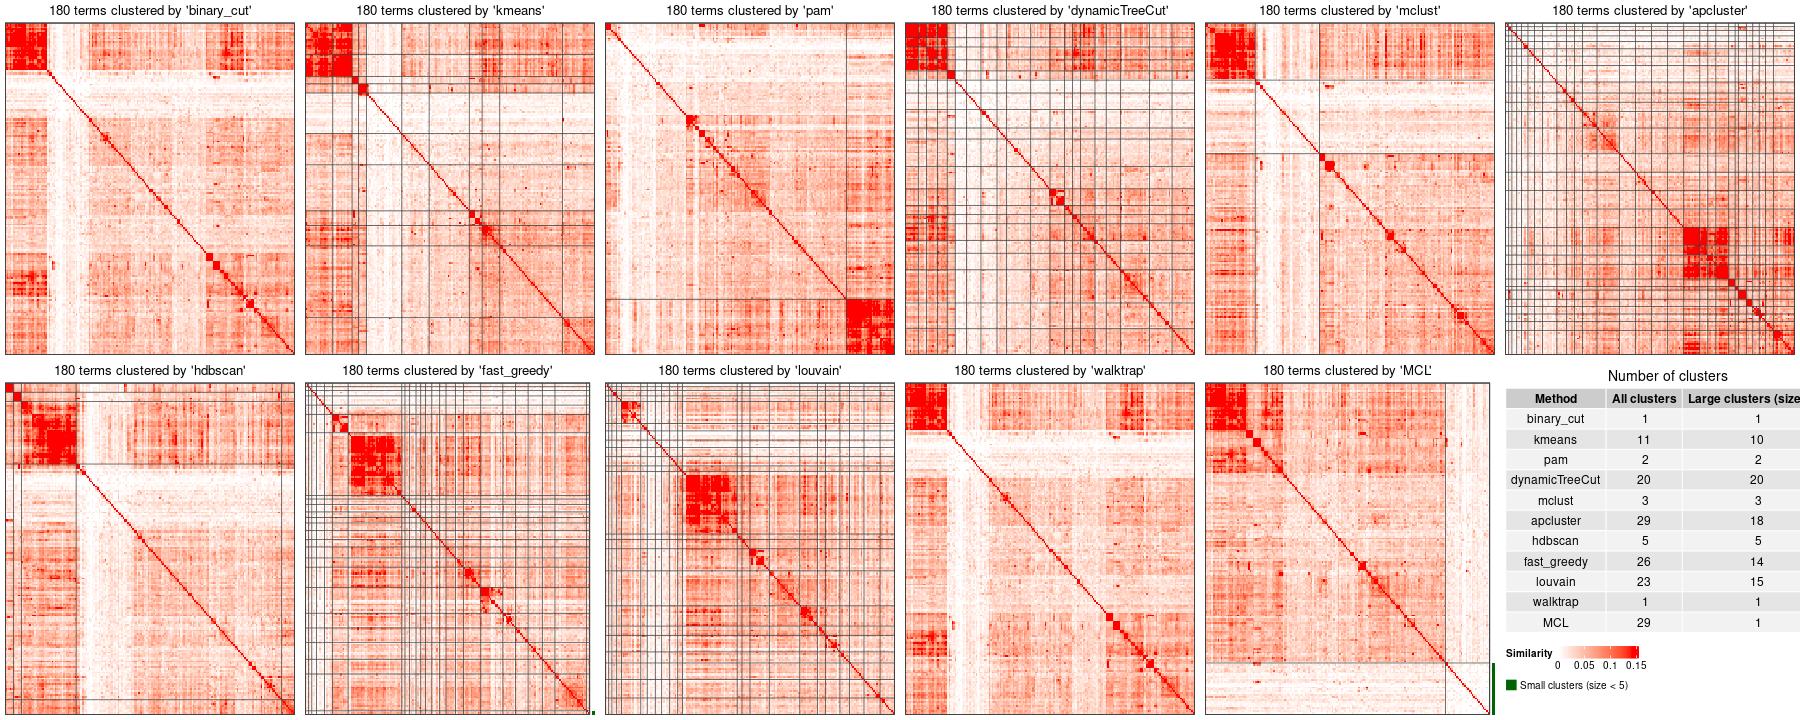 180 terms clustered by 'binary_cut'
180 terms clustered by 'kmeans'
180 terms clustered by 'pam'
180 terms clustered by 'dynamicTreeCut'
180 terms clustered by 'mclust'
180 terms clustered by 'apcluster'
180 terms clustered by 'hdbscan'
180 terms clustered by 'fast_greedy'
180 terms clustered by 'louvain'
180 terms clustered by 'walktrap'
180 terms clustered by 'MCL'
Number of clusters
Method All clusters Large clusters (size
binary_cut 1 1
kmeans 11 10
pam 2 2
dynamicTreeCut 20 20
mclust 3 3
apcluster 29 18
hdbscan 5 5
fast_greedy 26 14
louvain 23 15
walktrap 1 1
MCL 29 1
Similarity
0 0.05 0.1 0.15
Small clusters (size < 5)